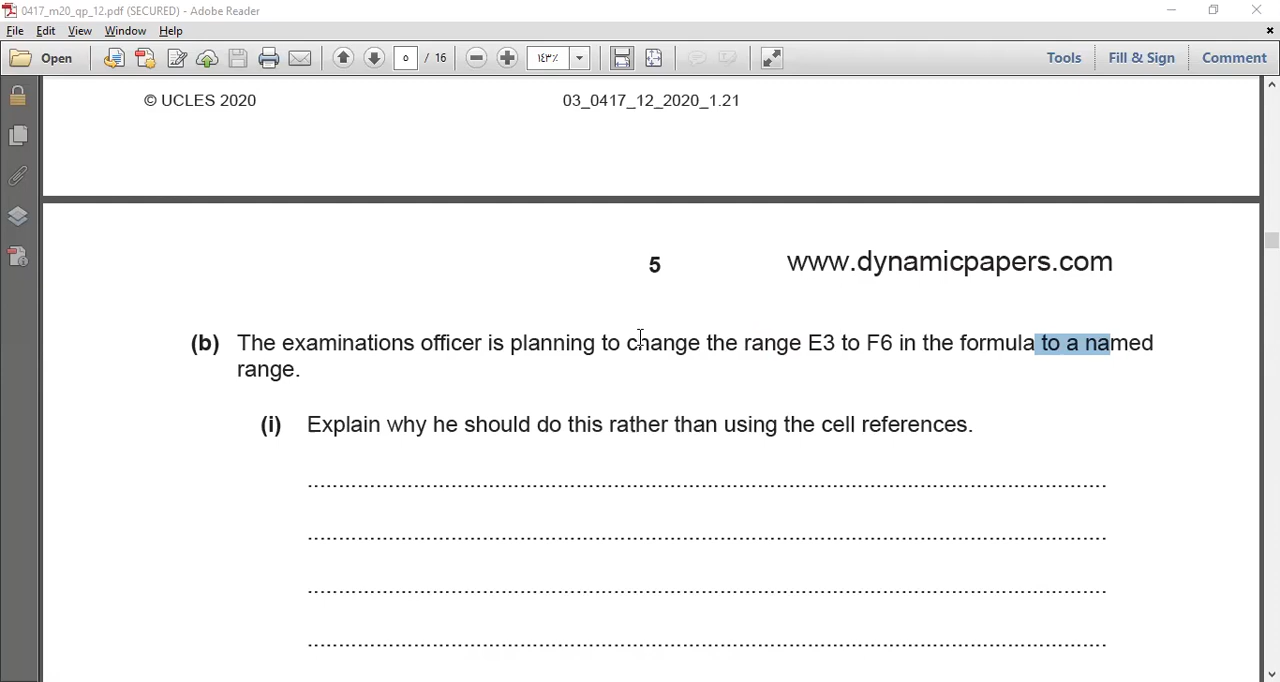 0417_m20_qp_12.pdf (SECURED) - Adobe Reader
File Edit View Window Help
Open ٥ / 16 ١٤٣٪ Tools Fill & Sign Comment
© UCLES 2020 03_0417_12_2020_1.21
5 www.dynamicpapers.com
(b) The examinations officer is planning to change the range E3 to F6 in the formula to a named
range.
(i) Explain why he should do this rather than using the cell references.